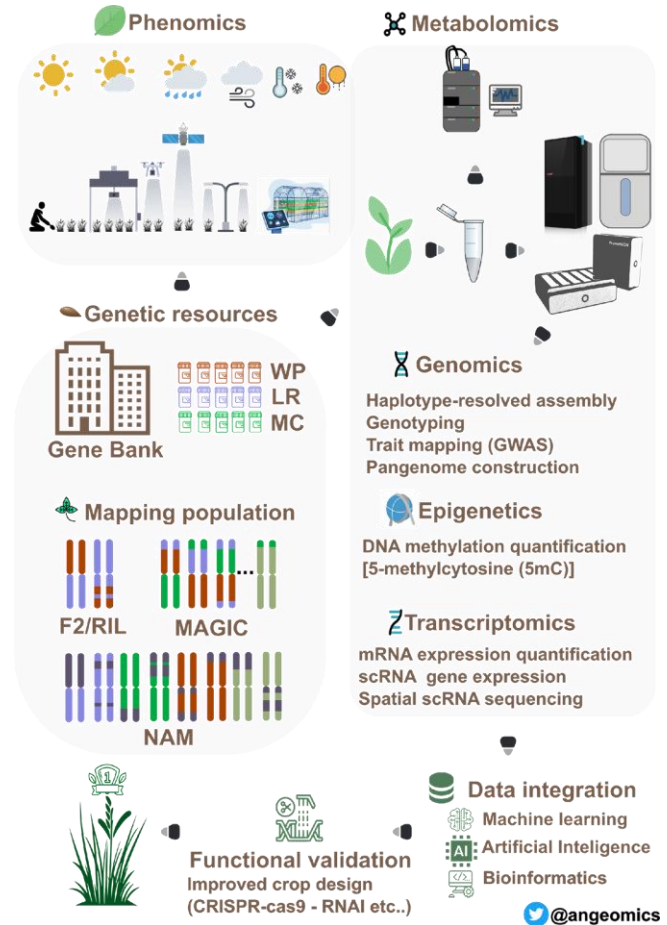 Phenomics
Metabolomics
Genetic resources
WP
LR
MC
Gene Bank
Mapping population
F2/RIL
MAGIC
...
NAM
Genomics
Haplotype-resolved assembly
Genotyping
Trait mapping (GWAS)
Pangenome construction
Epigenetics
DNA methylation quantification
[5-methylcytosine (5mC)]
Transcriptomics
mRNA expression quantification
scRNA gene expression
Spatial scRNA sequencing
Data integration
Machine learning
AI
Artificial Inteligence
Bioinformatics
Functional validation
Improved crop design
(CRISPR-cas9 - RNAI etc..)
1
@angeomics